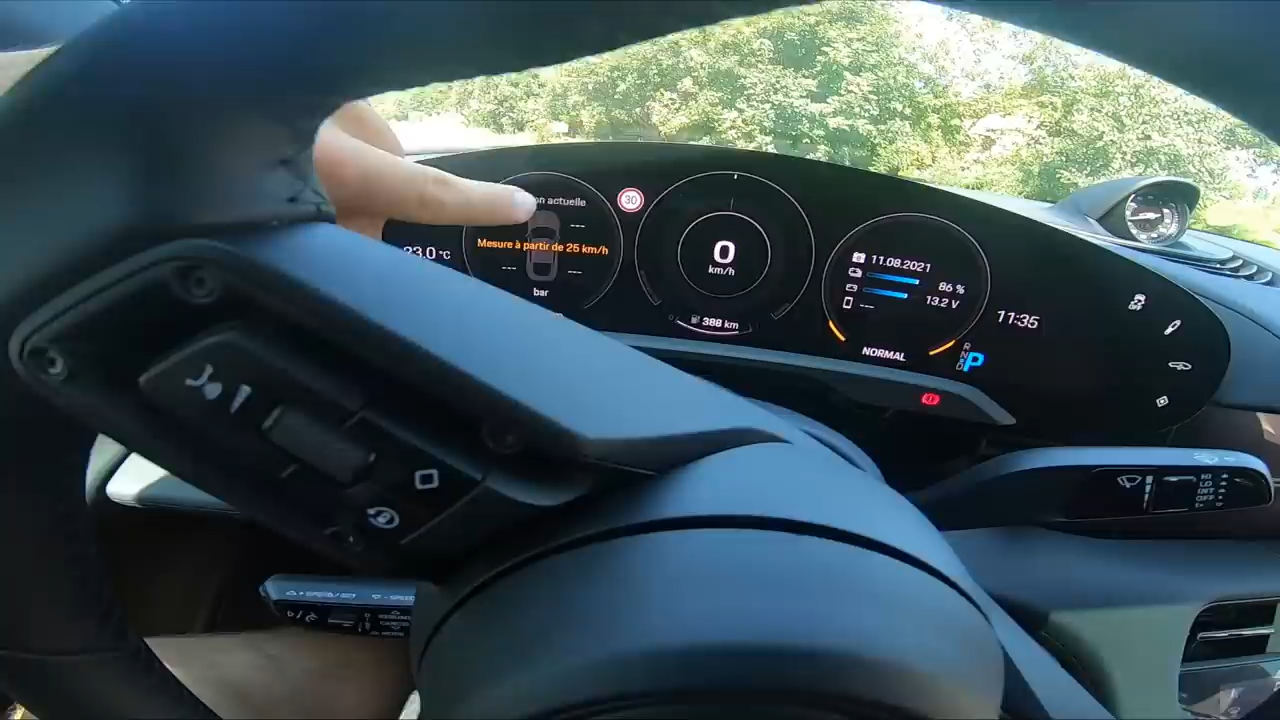 on actuelle
---
Mesure à partir de 25 km/h
--- ---
bar
23.0 °C
30
0
km/h
388 km
11.08.2021
86 %
13.2 V
---
NORMAL
11:35
R
N
D
P
OFF
HI
LO
INT
OFF